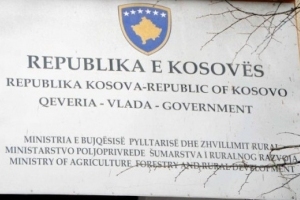 REPUBLIKA E KOSOVËS
REPUBLIKA KOSOVA-REPUBLIC OF KOSOVO
QEVERIA - VLADA - GOVERNMENT
MINISTRIA E BUJQËSISË PYLLTARISË DHE ZHVILLIMIT RURAL
MINISTARSTVO POLJOPRIVREDE ŠUMARSTVA I RURALNOG RAZVOJA
MINISTRY OF AGRICULTURE, FORESTRY AND RURAL DEVELOPMENT